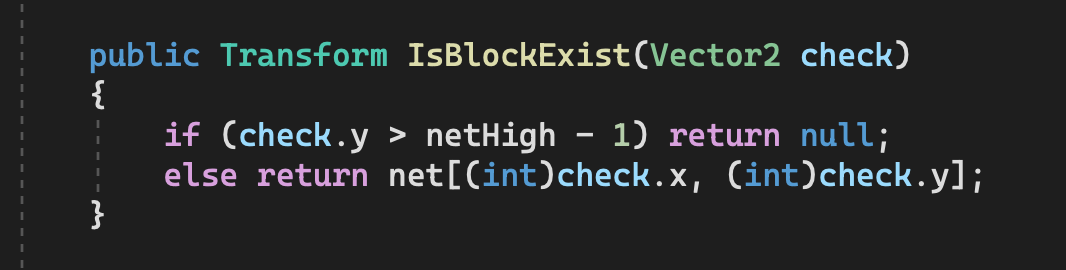 public Transform IsBlockExist(Vector2 check)
{
if (check.y > netHigh - 1) return null;
else return net[(int)check.x, (int)check.y];
}